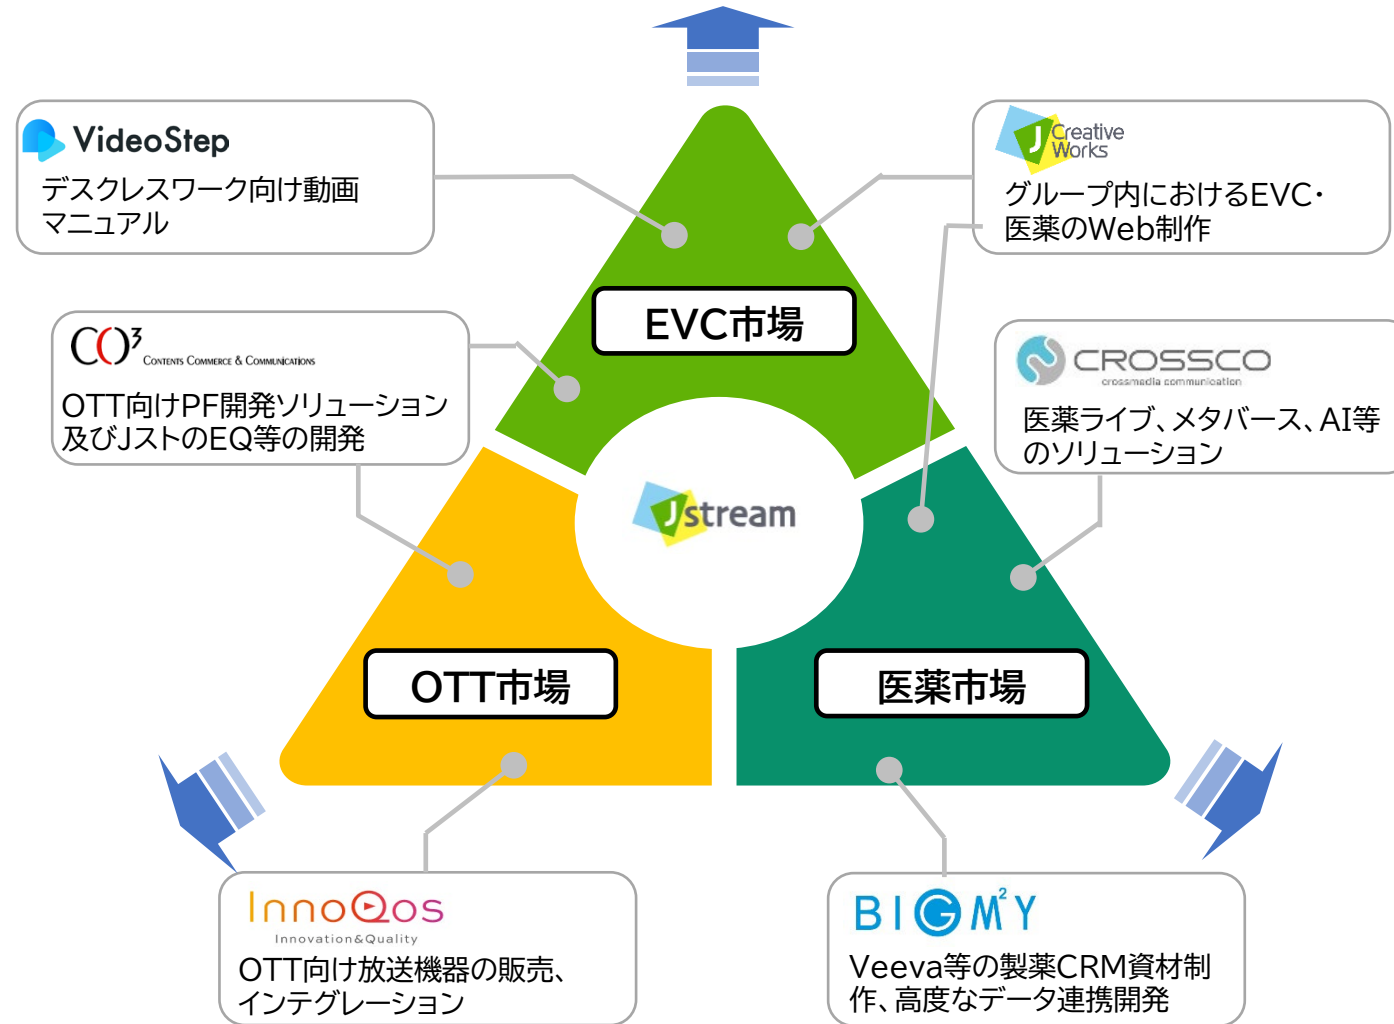 VideoStep
デスクレスワーク向け動画
マニュアル
J Creative
Works
グループ内におけるEVC・
医薬のWeb制作
EVC市場
CO³ CONTENTS COMMERCE & COMMUNICATIONS
OTT向けPF開発ソリューション
及びJストのEQ等の開発
CROSSCO
crossmedia communication
医薬ライブ、メタバース、AI等
のソリューション
Jstream
OTT市場
医薬市場
InnoQos
Innovation&Quality
OTT向け放送機器の販売、
インテグレーション
BIGM²Y
Veeva等の製薬CRM資材制
作、高度なデータ連携開発